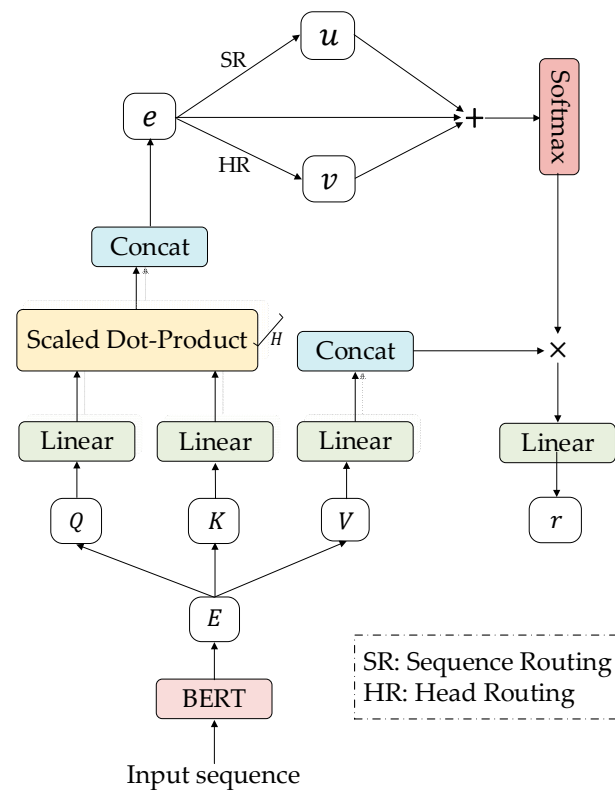 u
SR
e
+
Softmax
HR
v
Concat
Scaled Dot-Product
H
Concat
×
Linear
Linear
Linear
Linear
Q
K
V
r
E
SR: Sequence Routing
HR: Head Routing
BERT
Input sequence